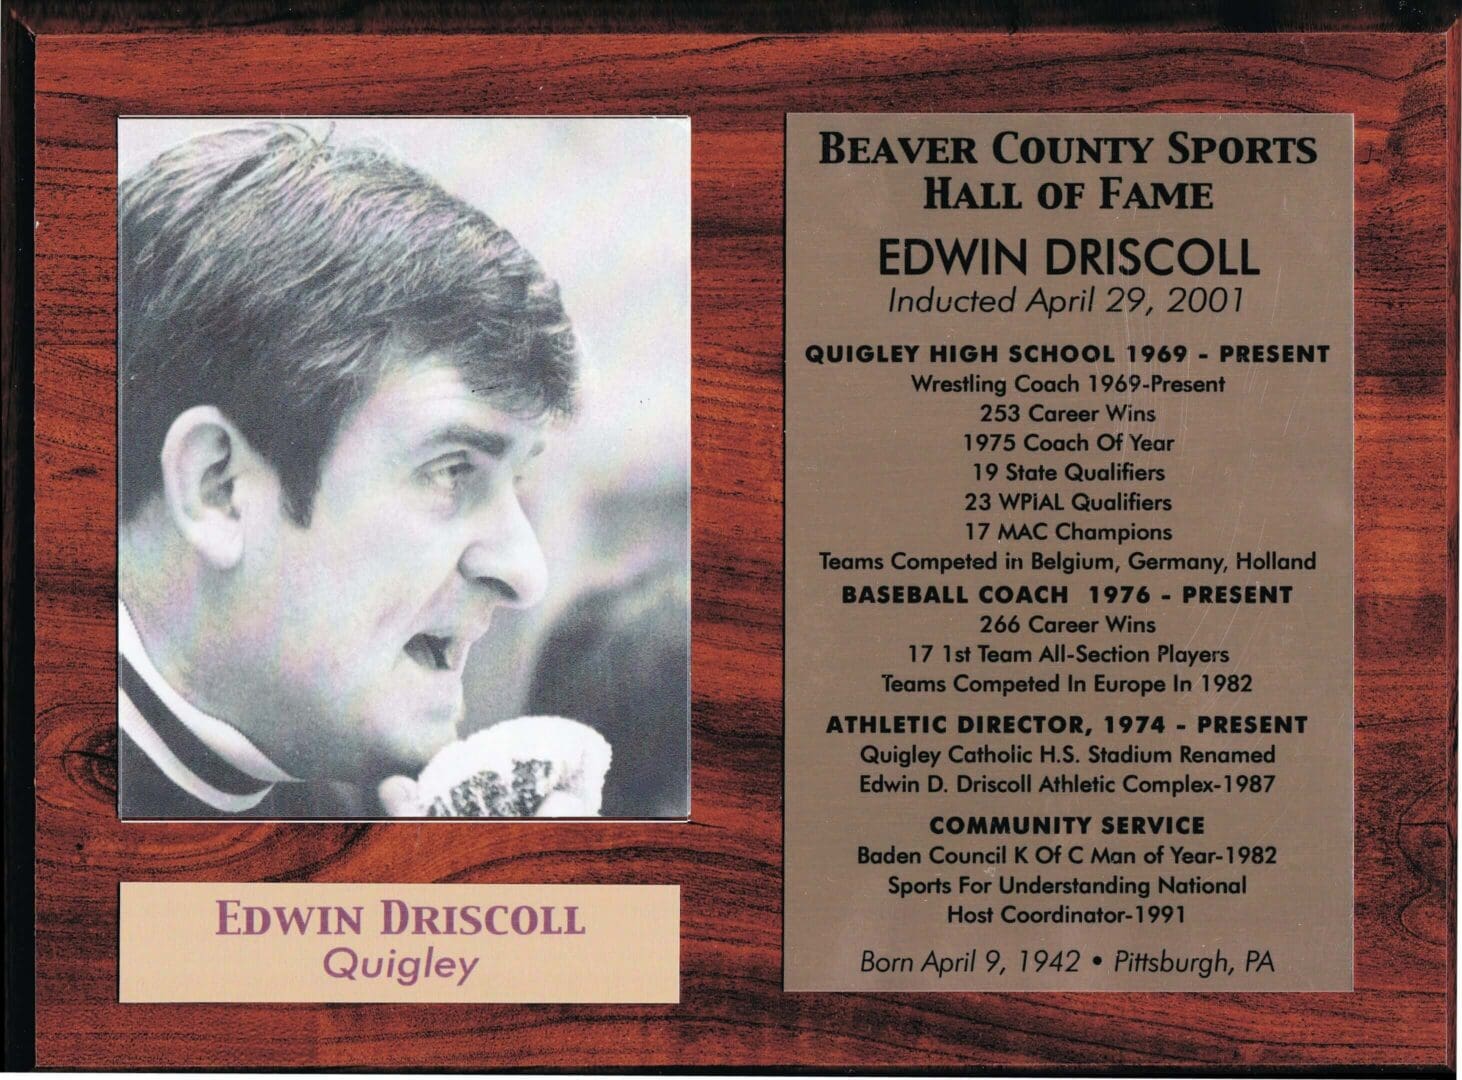 BEAVER COUNTY SPORTS
HALL OF FAME
EDWIN DRISCOLL
Inducted April 29, 2001
QUIGLEY HIGH SCHOOL 1969 - PRESENT
Wrestling Coach 1969-Present
253 Career Wins
1975 Coach Of Year
19 State Qualifiers
23 WPiAL Qualifiers
17 MAC Champions
Teams Competed in Belgium, Germany, Holland
BASEBALL COACH 1976 - PRESENT
266 Career Wins
17 1st Team All-Section Players
Teams Competed In Europe In 1982
ATHLETIC DIRECTOR, 1974 - PRESENT
Quigley Catholic H.S. Stadium Renamed
Edwin D. Driscoll Athletic Complex-1987
COMMUNITY SERVICE
Baden Council K Of C Man of Year-1982
Sports For Understanding National
Host Coordinator-1991
Born April 9, 1942 • Pittsburgh, PA
EDWIN DRISCOLL
Quigley